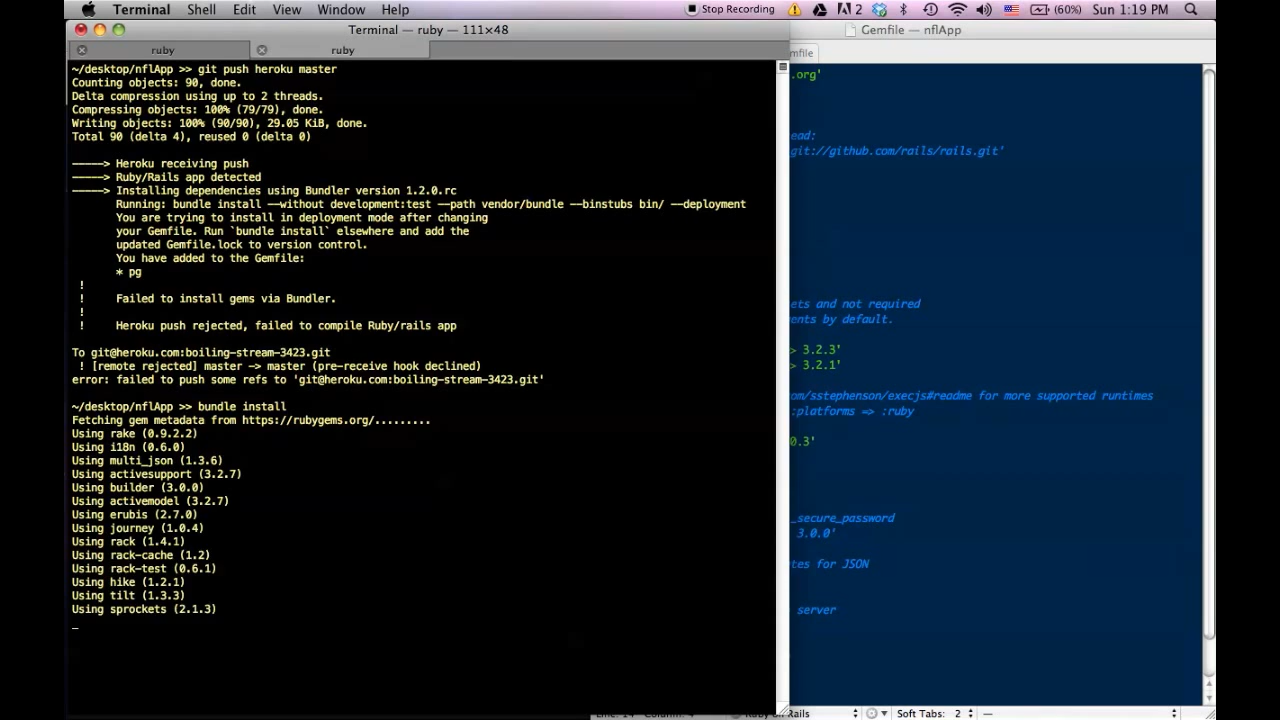 Terminal Shell Edit View Window Help Stop Recording 2 (60%) Sun 1:19 PM
Terminal — ruby — 111×48
Gemfile — nflApp
ruby ruby
mfile
~/desktop/nflApp >> git push heroku master
Counting objects: 90, done.
Delta compression using up to 2 threads.
Compressing objects: 100% (79/79), done.
Writing objects: 100% (90/90), 29.05 KiB, done.
Total 90 (delta 4), reused 0 (delta 0)
-----> Heroku receiving push
-----> Ruby/Rails app detected
-----> Installing dependencies using Bundler version 1.2.0.rc
Running: bundle install --without development:test --path vendor/bundle --binstubs bin/ --deployment
You are trying to install in deployment mode after changing
your Gemfile. Run `bundle install` elsewhere and add the
updated Gemfile.lock to version control.
You have added to the Gemfile:
* pg
!
! Failed to install gems via Bundler.
!
! Heroku push rejected, failed to compile Ruby/rails app
To git@heroku.com:boiling-stream-3423.git
! [remote rejected] master -> master (pre-receive hook declined)
error: failed to push some refs to 'git@heroku.com:boiling-stream-3423.git'
~/desktop/nflApp >> bundle install
Fetching gem metadata from https://rubygems.org/.........
Using rake (0.9.2.2)
Using i18n (0.6.0)
Using multi_json (1.3.6)
Using activesupport (3.2.7)
Using builder (3.0.0)
Using activemodel (3.2.7)
Using erubis (2.7.0)
Using journey (1.0.4)
Using rack (1.4.1)
Using rack-cache (1.2)
Using rack-test (0.6.1)
Using hike (1.2.1)
Using tilt (1.3.3)
Using sprockets (2.1.3)
_
.org'
ead:
git://github.com/rails/rails.git'
ets and not required
ents by default.
> 3.2.3'
> 3.2.1'
om/sstephenson/execjs#readme for more supported runtimes
:platforms => :ruby
0.3'
_secure_password
3.0.0'
tes for JSON
server
Rails Soft Tabs: 2 —